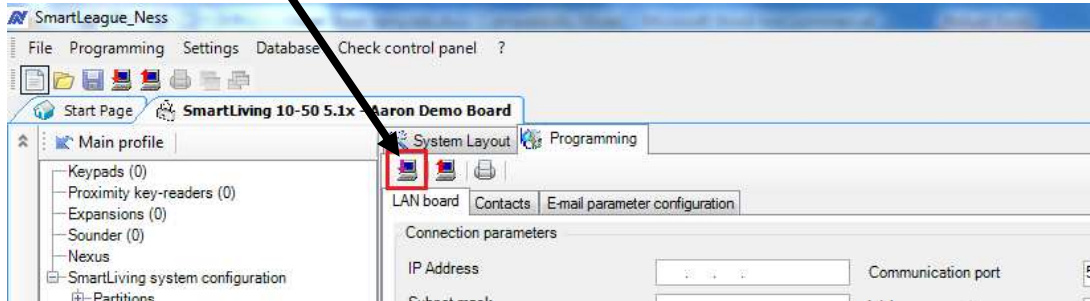 SmartLeague_Ness
File Programming Settings Database Check control panel ?
Start Page SmartLiving 10-50 5.1x - Aaron Demo Board
Main profile
System Layout Programming
Keypads (0)
Proximity key-readers (0)
Expansions (0)
Sounder (0)
Nexus
SmartLiving system configuration
Partitions
LAN board Contacts E-mail parameter configuration
Connection parameters
IP Address
Communication port